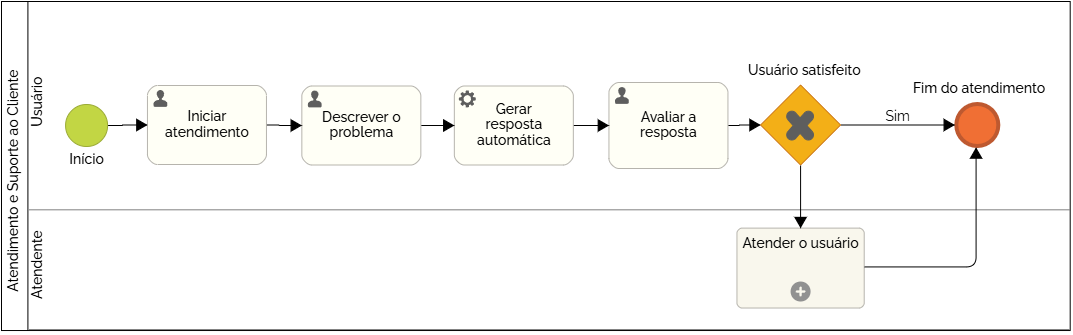 Atendimento e Suporte ao Cliente
Usuário
Início
Iniciar
atendimento
Descrever o
problema
Gerar
resposta
automática
Avaliar a
resposta
Usuário satisfeito
Sim
Fim do atendimento
Atendente
Atender o usuário